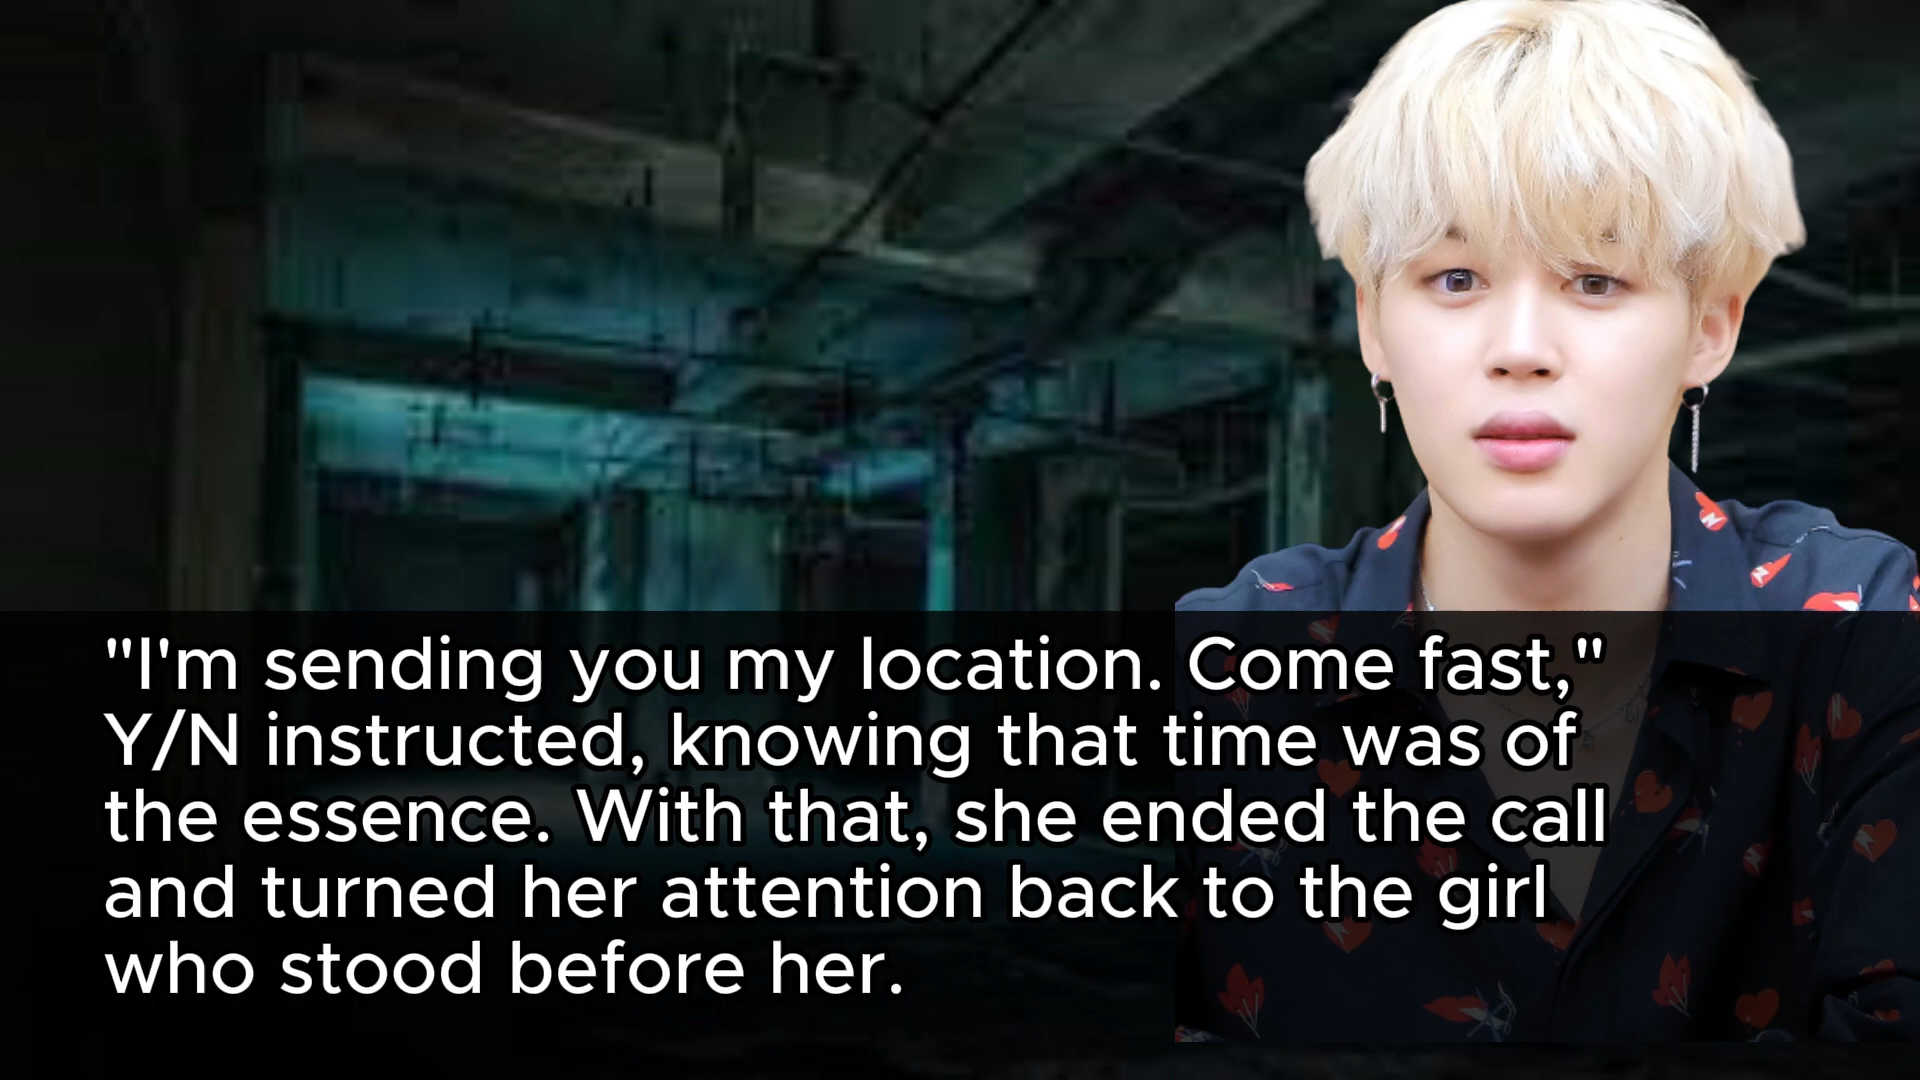 "I'm sending you my location. Come fast,"
Y/N instructed, knowing that time was of
the essence. With that, she ended the call
and turned her attention back to the girl
who stood before her.